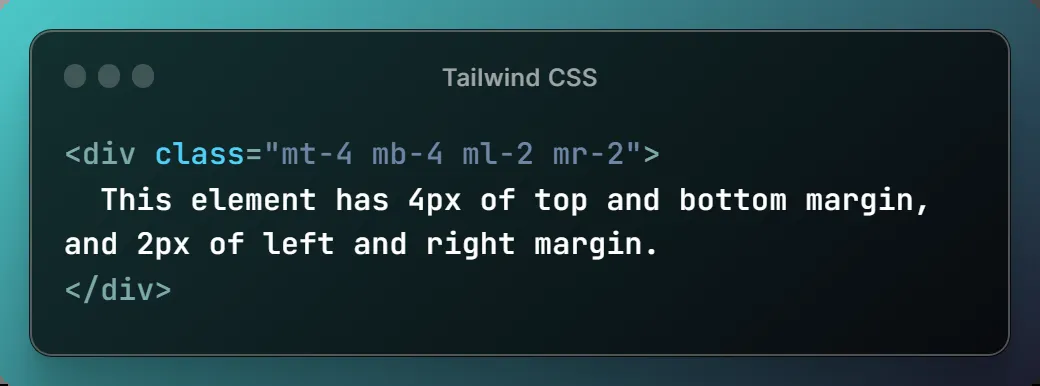 Tailwind CSS
<div class="mt-4 mb-4 ml-2 mr-2">
  This element has 4px of top and bottom margin,
and 2px of left and right margin.
</div>